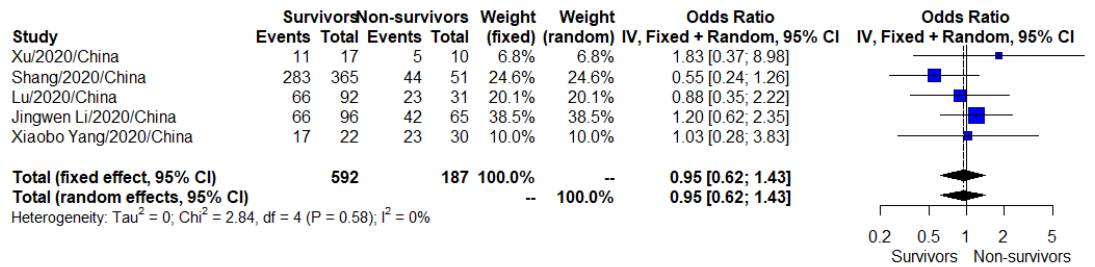 Survivors Non-survivors Weight Weight Odds Ratio Odds Ratio
Study Events Total Events Total (fixed) (random) IV, Fixed + Random, 95% CI IV, Fixed + Random, 95% CI
Xu/2020/China 11 17 5 10 6.8% 6.8% 1.83 [0.37; 8.98]
Shang/2020/China 283 365 44 51 24.6% 24.6% 0.55 [0.24; 1.26]
Lu/2020/China 66 92 23 31 20.1% 20.1% 0.88 [0.35; 2.22]
Jingwen Li/2020/China 66 96 42 65 38.5% 38.5% 1.20 [0.62; 2.35]
Xiaobo Yang/2020/China 17 22 23 30 10.0% 10.0% 1.03 [0.28; 3.83]
Total (fixed effect, 95% CI) 592 187 100.0% -- 0.95 [0.62; 1.43]
Total (random effects, 95% CI) -- 100.0% 0.95 [0.62; 1.43]
Heterogeneity: Tau² = 0; Chi² = 2.84, df = 4 (P = 0.58); I² = 0%
0.2 0.5 1 2 5
Survivors Non-survivors